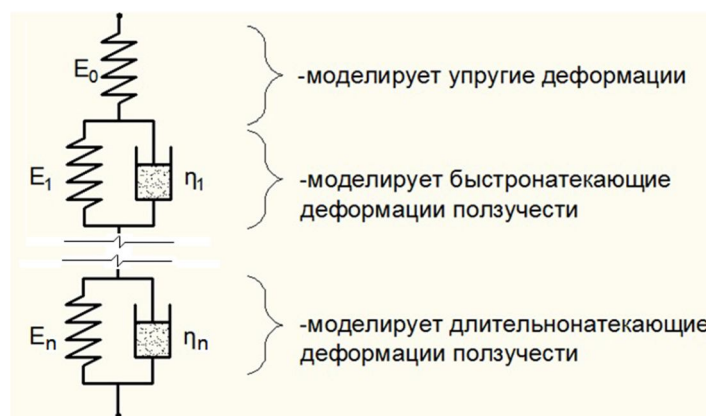 E₀
-моделирует упругие деформации
E₁
η₁
-моделирует быстронатекающие
деформации ползучести
Eₙ
ηₙ
-моделирует длительнонатекающие
деформации ползучести